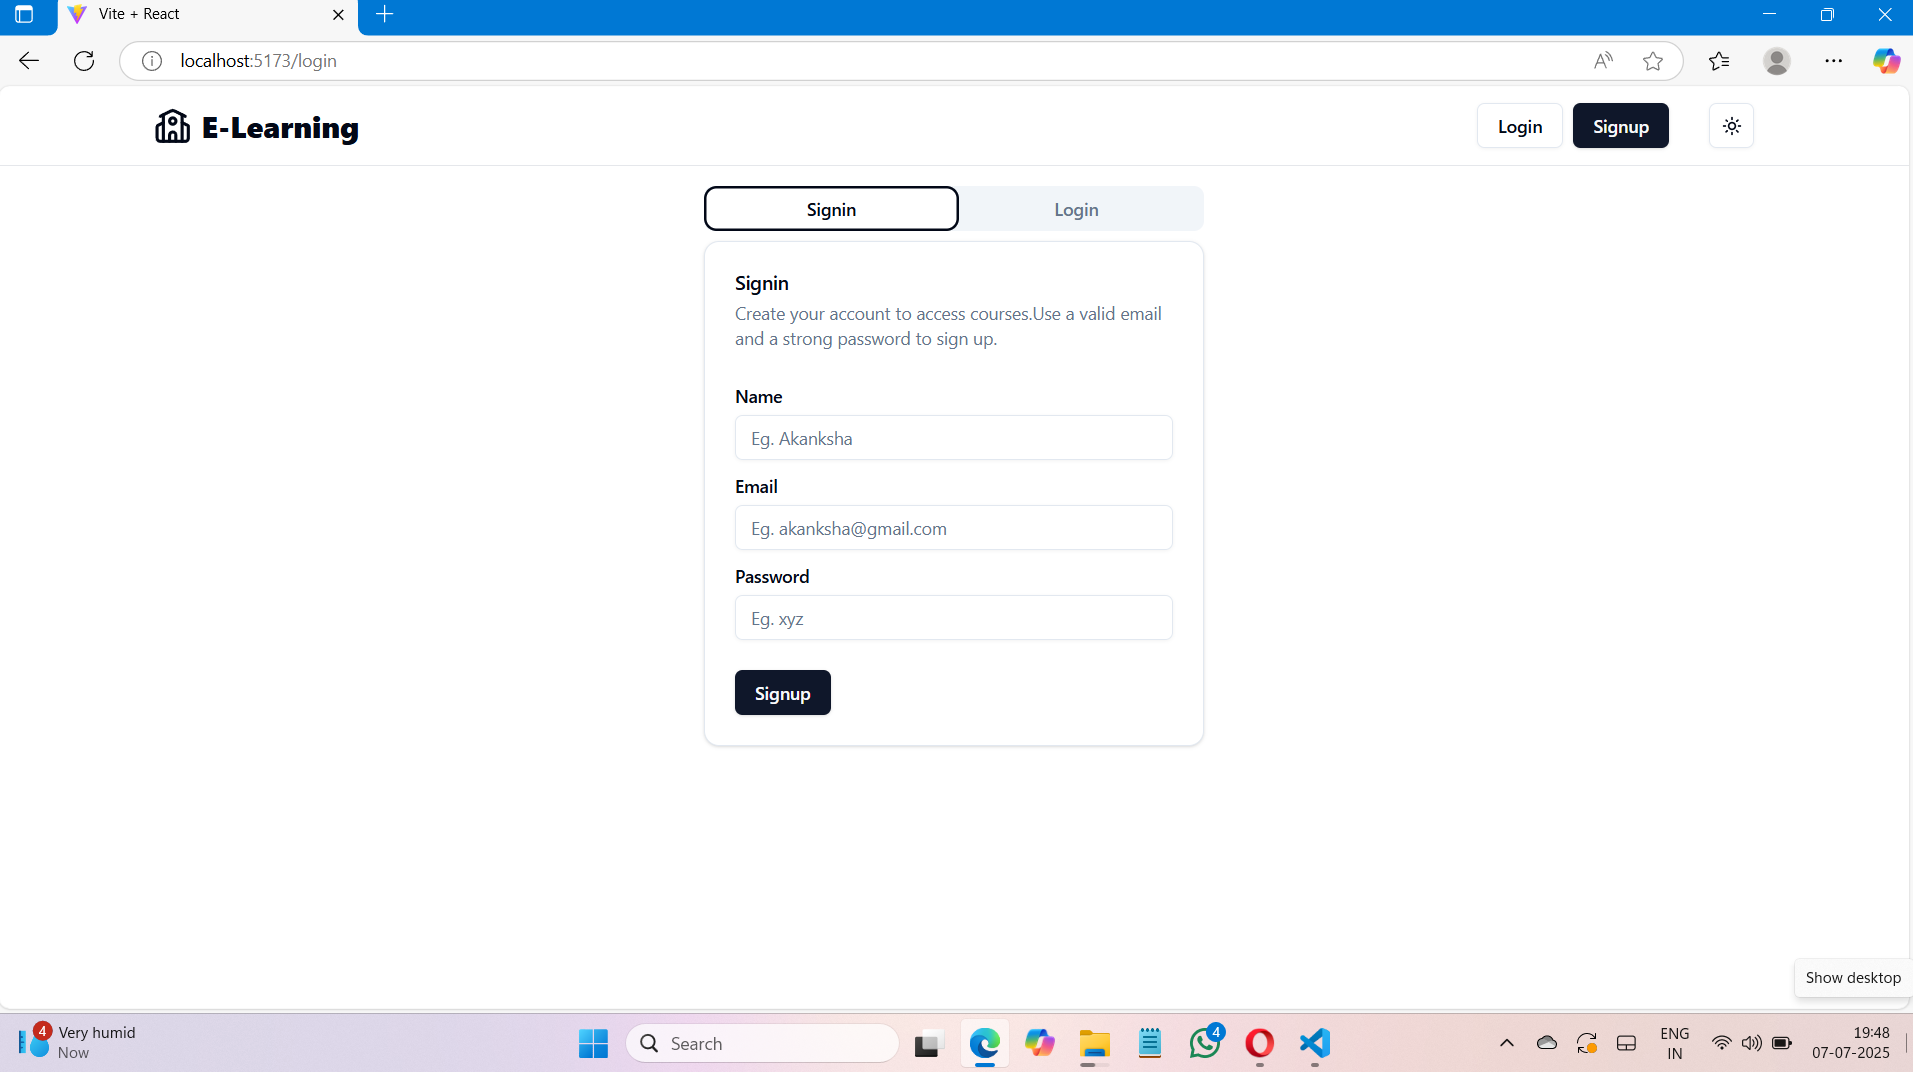 Vite + React
localhost:5173/login
E-Learning
Login
Signup
Signin
Login
Signin
Create your account to access courses.Use a valid email
and a strong password to sign up.
Name
Eg. Akanksha
Email
Eg. akanksha@gmail.com
Password
Eg. xyz
Signup
Show desktop
4
Very humid
Now
Search
4
ENG
IN
19:48
07-07-2025